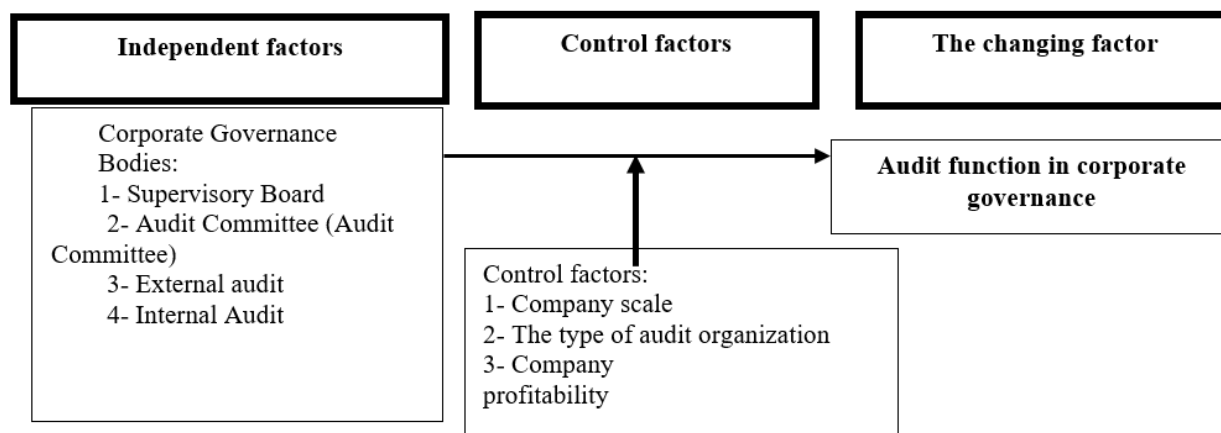 Independent factors
Control factors
The changing factor
Corporate Governance
Bodies:
1- Supervisory Board
2- Audit Committee (Audit
Committee)
3- External audit
4- Internal Audit
Audit function in corporate
governance
Control factors:
1- Company scale
2- The type of audit organization
3- Company
profitability